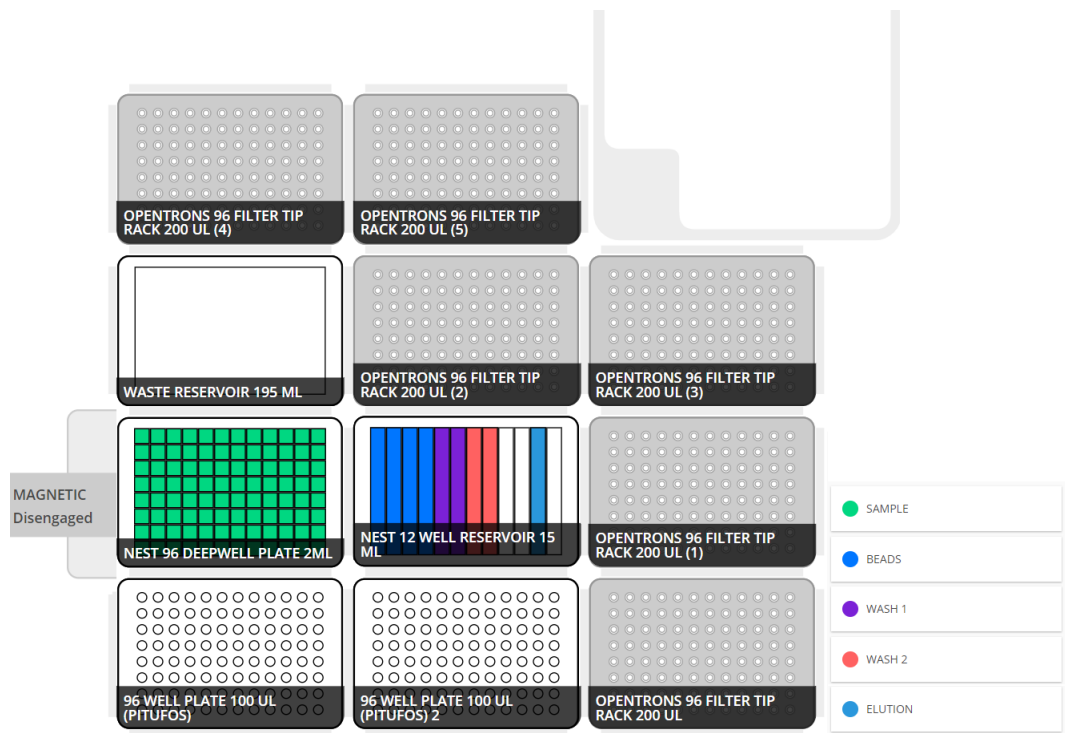 OPENTRONS 96 FILTER TIP
RACK 200 UL (4)
OPENTRONS 96 FILTER TIP
RACK 200 UL (5)
WASTE RESERVOIR 195 ML
OPENTRONS 96 FILTER TIP
RACK 200 UL (2)
OPENTRONS 96 FILTER TIP
RACK 200 UL (3)
MAGNETIC
Disengaged
NEST 96 DEEPWELL PLATE 2ML
NEST 12 WELL RESERVOIR 15
ML
OPENTRONS 96 FILTER TIP
RACK 200 UL (1)
96 WELL PLATE 100 UL
(PITUFOS)
96 WELL PLATE 100 UL
(PITUFOS) 2
OPENTRONS 96 FILTER TIP
RACK 200 UL
SAMPLE
BEADS
WASH 1
WASH 2
ELUTION